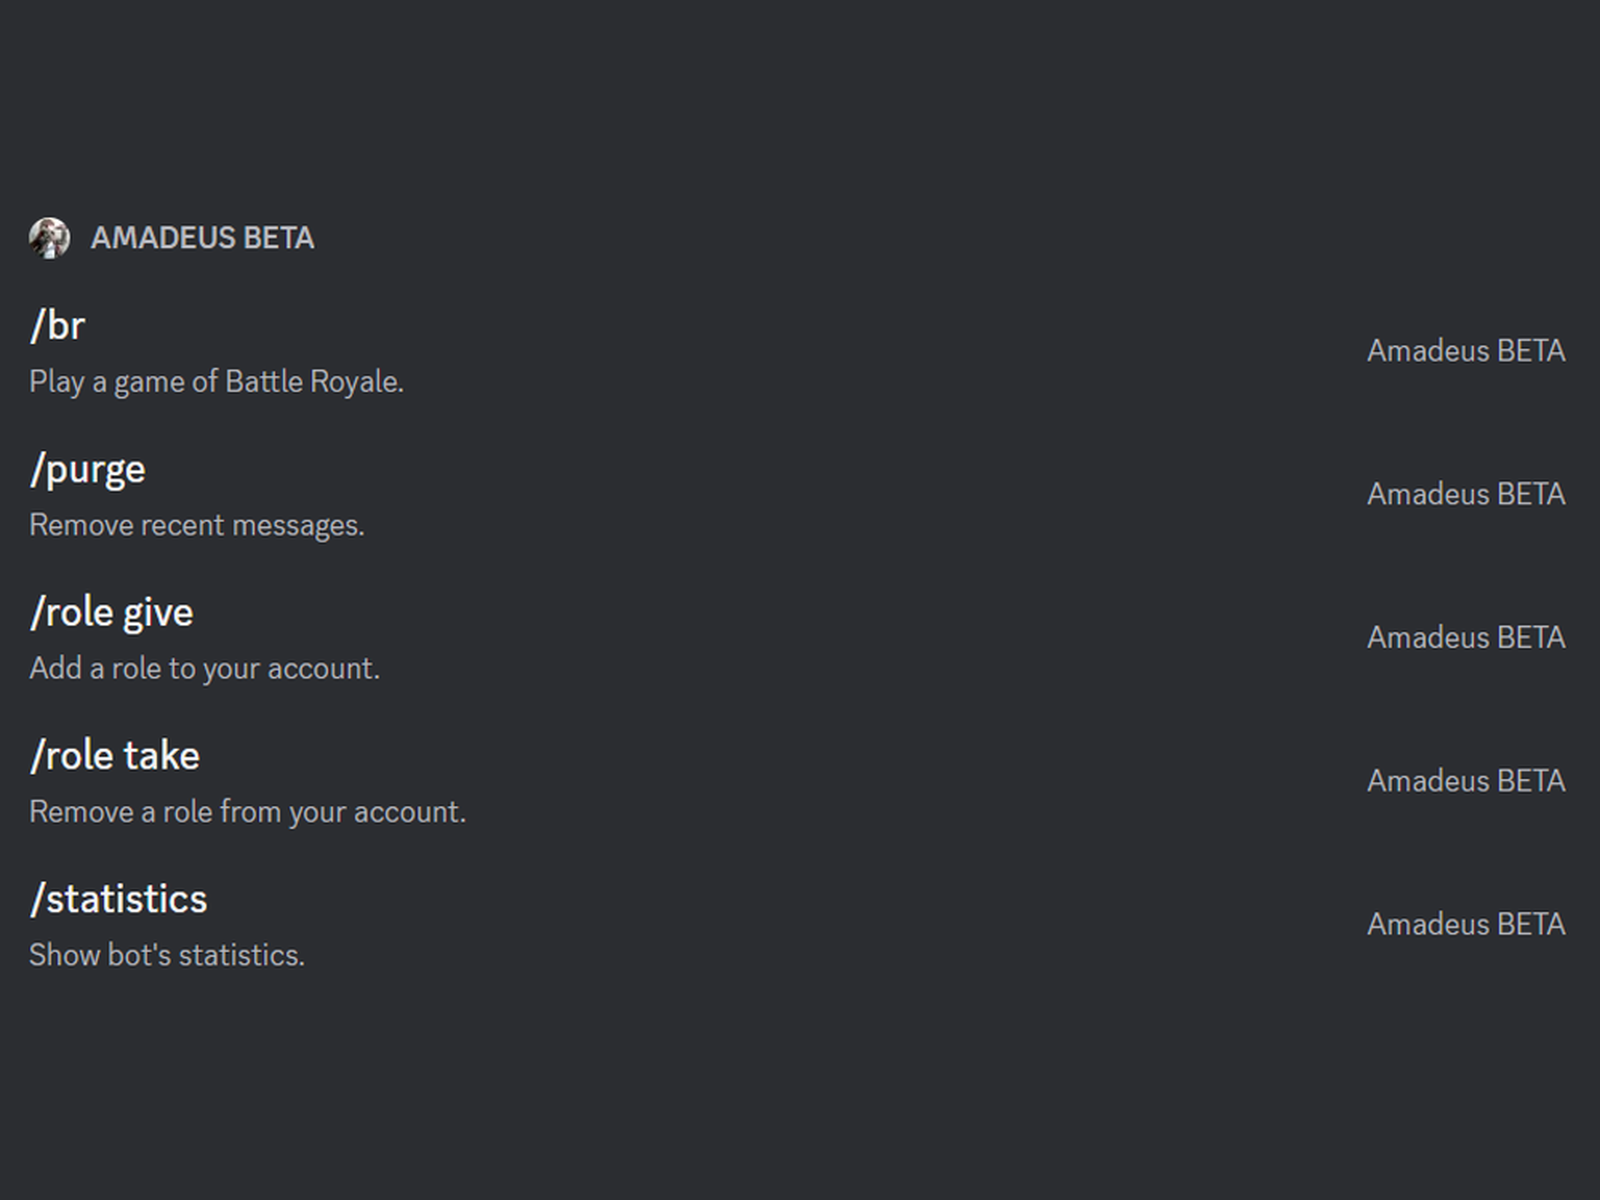 AMADEUS BETA
/br
Play a game of Battle Royale.
Amadeus BETA
/purge
Remove recent messages.
Amadeus BETA
/role give
Add a role to your account.
Amadeus BETA
/role take
Remove a role from your account.
Amadeus BETA
/statistics
Show bot's statistics.
Amadeus BETA